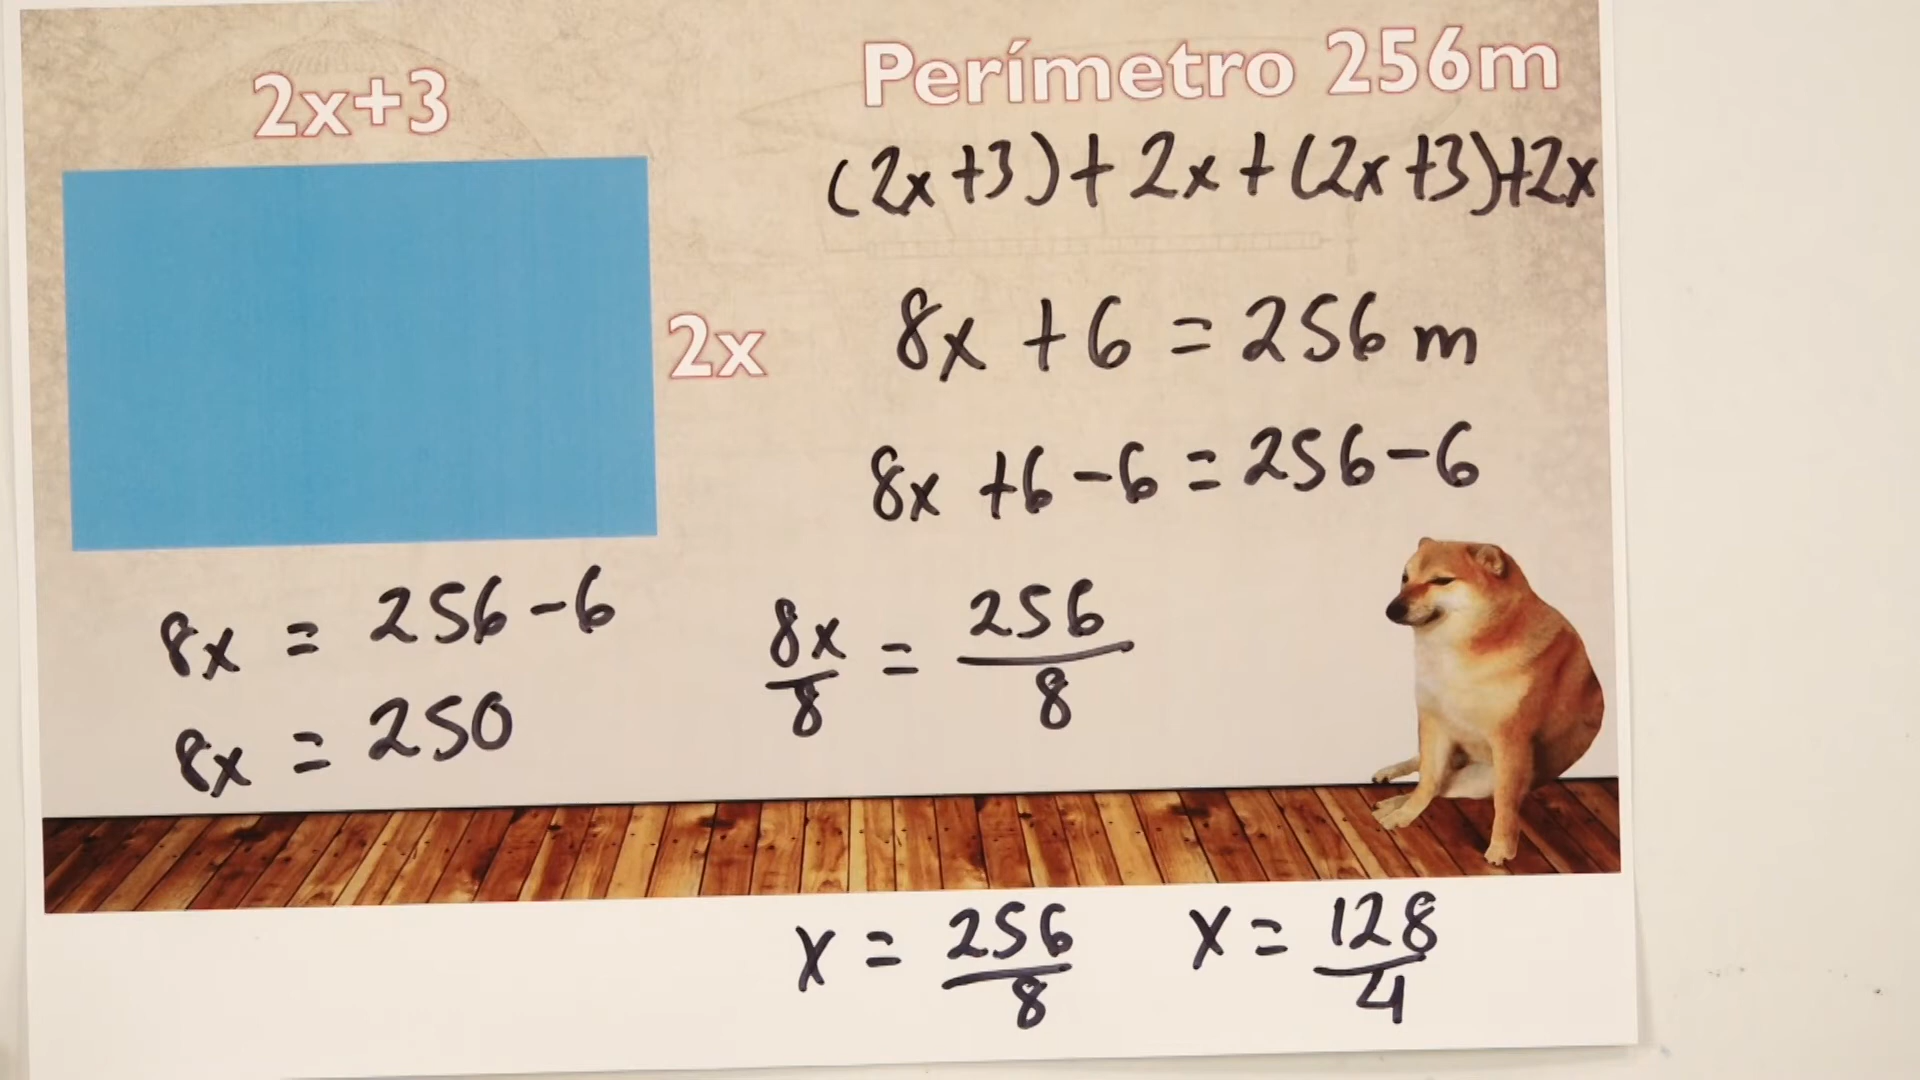 2x+3
Perímetro 256m
(2x+3)+2x+(2x+3)+2x
2x
8x+6=256m
8x+6-6=256-6
8x=256-6
8x=250
8x/8=256/8
x=256/8
x=128/4